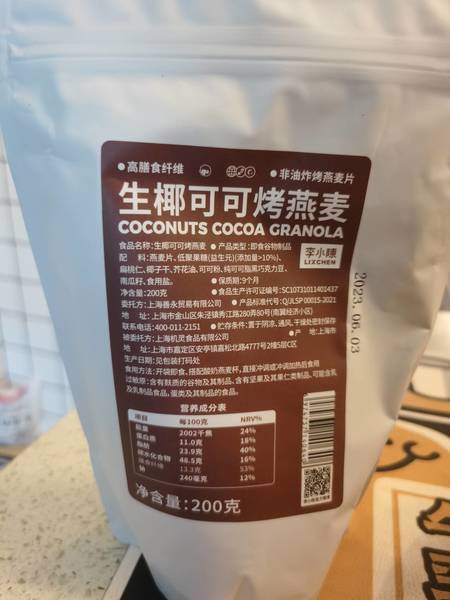 高膳食纤维
非油炸烤燕麦片
生椰可可烤燕麦
COCONUTS COCOA GRANOLA
食品名称:生椰可可烤燕麦 ●产品类型:即食谷物制品
配 料:燕麦片,低聚果糖(益生元)(添加量>10%)、
扁桃仁、椰子干、芥花油、可可粉、纯可可脂黑巧克力豆、
南瓜籽、食用盐。 ●保质期:9个月
净含量:200克 ●食品生产许可证编号:SC10731011401437
委托方:上海善永贸易有限公司 ●产品标准代号:Q/JLSP 0001S-2021
地 址:上海市金山区朱泾镇秀江路280弄80号(南翼经济小区)
联系电话:400-011-2151 ●贮存条件:置于阴凉、通风、干燥处密封保存
被委托方:上海机灵食品有限公司 ●产 地:上海市
地 址:上海市嘉定区安亭镇嘉松北路4777号2幢5层C区
生产日期:见包装打码处
食用方法:开袋即食、搭配酸奶燕麦杯,直接冲调或冲调加热后食用
过敏原:含有麸质的谷物及其制品、含有坚果及其果仁类制品,可能含乳
及乳制品食品,蛋类及其制品的食品。
李小陳
LIXCHEN
2023.06.03
营养成分表
项目 每100克 NRV%
能量 2002千焦 24%
蛋白质 11.0克 18%
脂肪 23.9克 40%
碳水化合物 48.5克 16%
膳食纤维 13.3克 53%
钠 240毫克 12%
净含量:200克